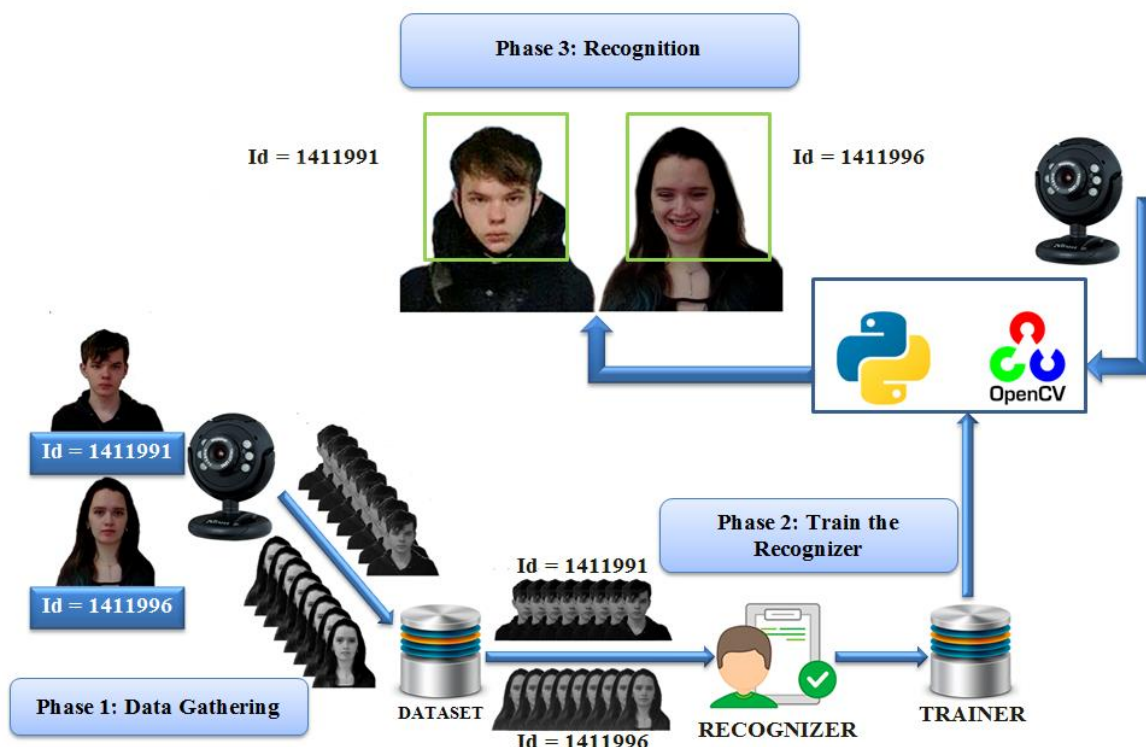 Phase 3: Recognition
Id = 1411991
Id = 1411996
OpenCV
Id = 1411991
Id = 1411996
Phase 2: Train the
Recognizer
Id = 1411991
Id = 1411996
DATASET
RECOGNIZER
TRAINER
Phase 1: Data Gathering